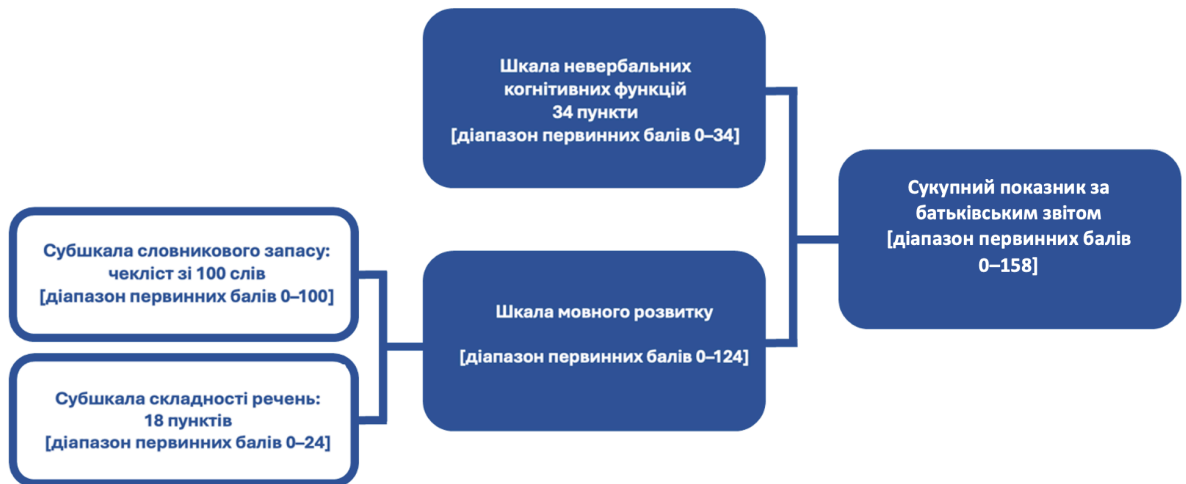 Шкала невербальних
когнітивних функцій
34 пункти
[діапазон первинних балів 0–34]
Сукупний показник за
батьківським звітом
[діапазон первинних балів
0–158]
Субшкала словникового запасу:
чекліст зі 100 слів
[діапазон первинних балів 0–100]
Шкала мовного розвитку
[діапазон первинних балів 0–124]
Субшкала складності речень:
18 пунктів
[діапазон первинних балів 0–24]